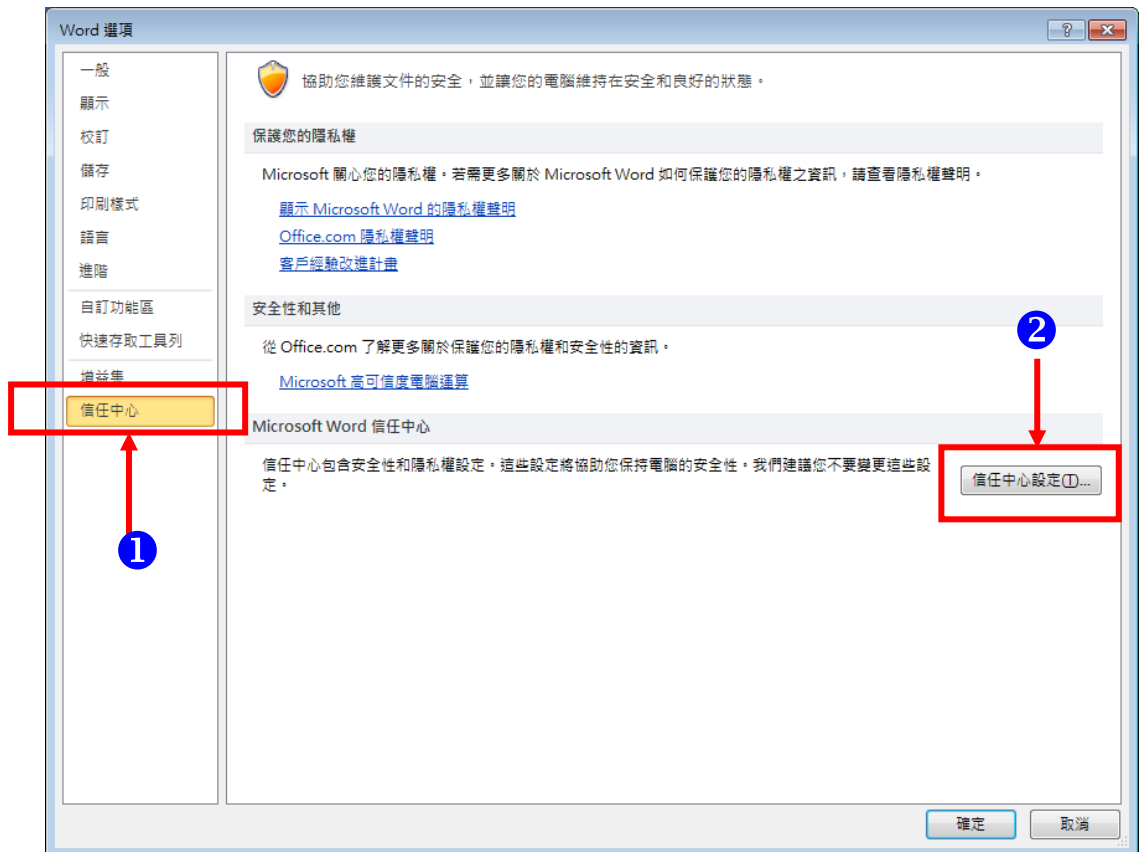 Word 選項
一般
顯示
校訂
儲存
印刷樣式
語言
進階
自訂功能區
快速存取工具列
增益集
信任中心
1
協助您維護文件的安全，並讓您的電腦維持在安全和良好的狀態。
保護您的隱私權
Microsoft 關心您的隱私權。若需更多關於 Microsoft Word 如何保護您的隱私權之資訊，請查看隱私權聲明。
顯示 Microsoft Word 的隱私權聲明
Office.com 隱私權聲明
客戶經驗改進計畫
安全性和其他
2
從 Office.com 了解更多關於保護您的隱私權和安全性的資訊。
Microsoft 高可信度電腦運算
Microsoft Word 信任中心
信任中心包含安全性和隱私權設定。這些設定將協助您保持電腦的安全性。我們建議您不要變更這些設
定。
信任中心設定(T)...
確定
取消